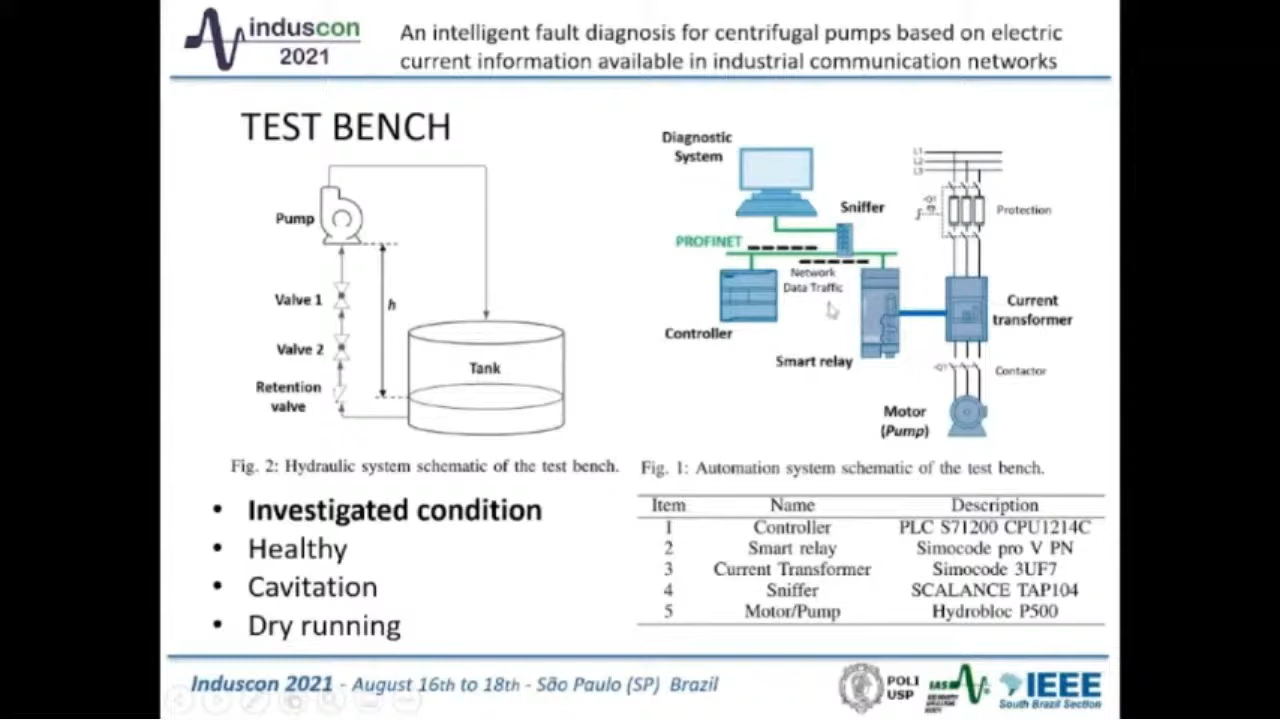 induscon
2021
An intelligent fault diagnosis for centrifugal pumps based on electric
current information available in industrial communication networks
TEST BENCH
Pump
Valve 1
Valve 2
Retention
valve
h
Tank
Fig. 2: Hydraulic system schematic of the test bench.
Diagnostic
System
Sniffer
PROFINET
Network
Data Traffic
Controller
Smart relay
L1
L2
L3
-Q1
Protection
Current
transformer
-Q1
Contactor
Motor
(Pump)
Fig. 1: Automation system schematic of the test bench.
• Investigated condition
• Healthy
• Cavitation
• Dry running
Item Name Description
1 Controller PLC S71200 CPU1214C
2 Smart relay Simocode pro V PN
3 Current Transformer Simocode 3UF7
4 Sniffer SCALANCE TAP104
5 Motor/Pump Hydrobloc P500
Induscon 2021 - August 16th to 18th - São Paulo (SP) Brazil
POLI
USP
IAS
IEEE
South Brazil Section